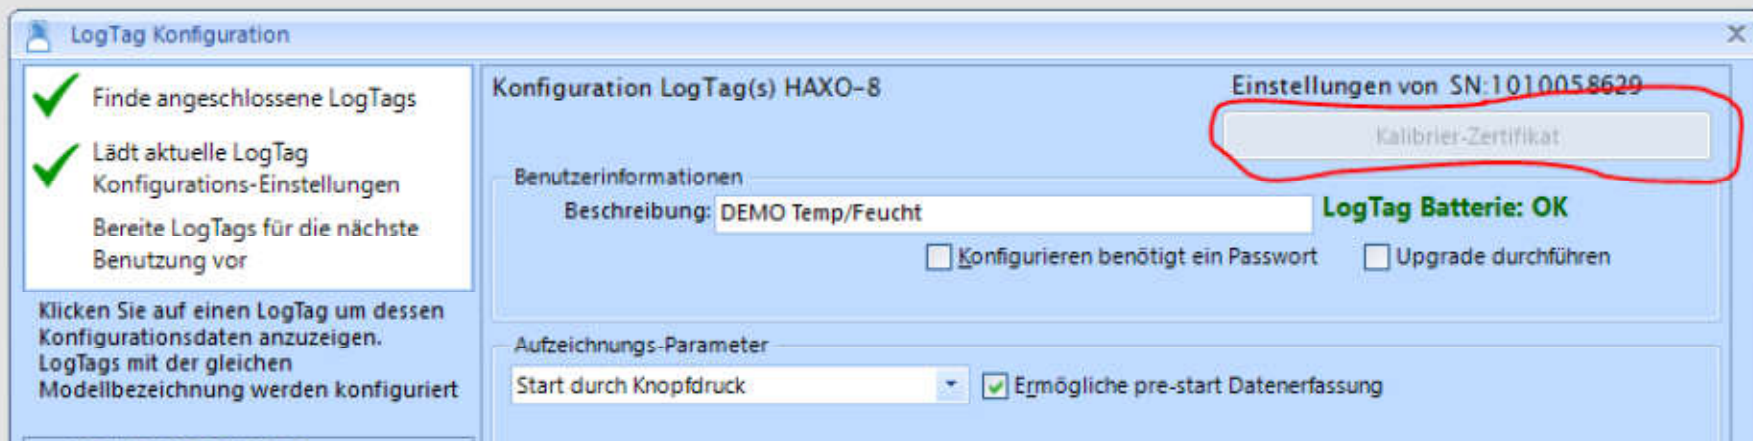 LogTag Konfiguration
Finde angeschlossene LogTags
Lädt aktuelle LogTag
Konfigurations-Einstellungen
Bereite LogTags für die nächste
Benutzung vor
Klicken Sie auf einen LogTag um dessen
Konfigurationsdaten anzuzeigen.
LogTags mit der gleichen
Modellbezeichnung werden konfiguriert
Konfiguration LogTag(s) HAXO-8
Einstellungen von SN:1010058629
Kalibrier-Zertifikat
Benutzerinformationen
Beschreibung: DEMO Temp/Feucht
LogTag Batterie: OK
Konfigurieren benötigt ein Passwort
Upgrade durchführen
Aufzeichnungs-Parameter
Start durch Knopfdruck
Ermögliche pre-start Datenerfassung